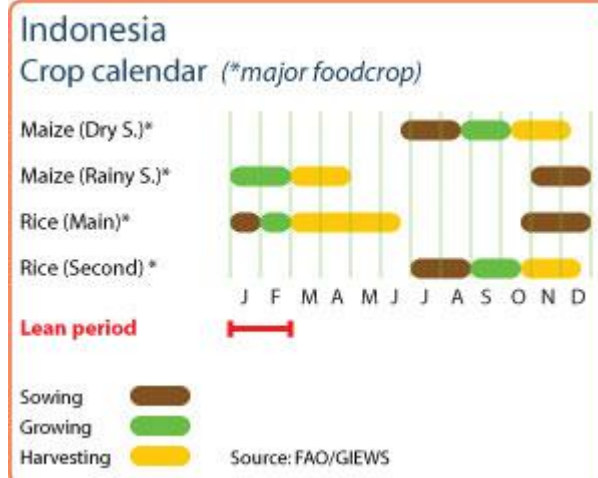 Indonesia
Crop calendar (*major foodcrop)
Maize (Dry S.)*
Maize (Rainy S.)*
Rice (Main)*
Rice (Second) *
J F M A M J J A S O N D
Lean period
Sowing
Growing
Harvesting
Source: FAO/GIEWS